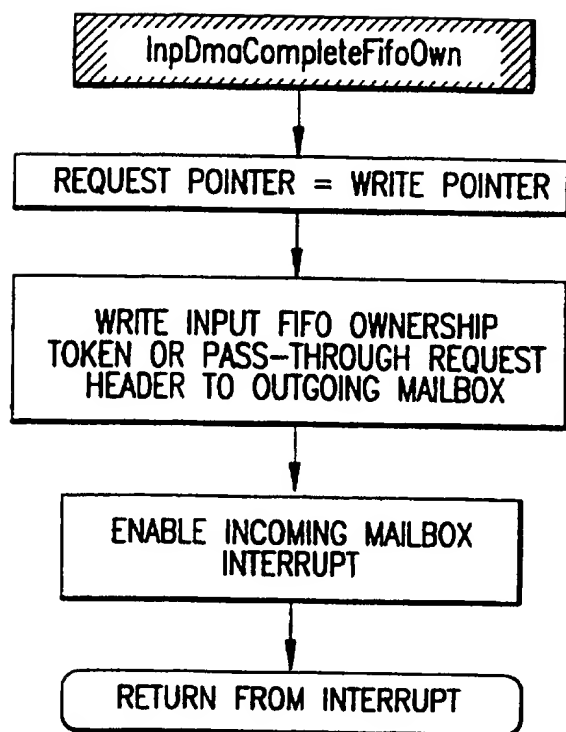 InpDmaCompleteFifoOwn
REQUEST POINTER = WRITE POINTER
WRITE INPUT FIFO OWNERSHIP
TOKEN OR PASS-THROUGH REQUEST
HEADER TO OUTGOING MAILBOX
ENABLE INCOMING MAILBOX
INTERRUPT
RETURN FROM INTERRUPT